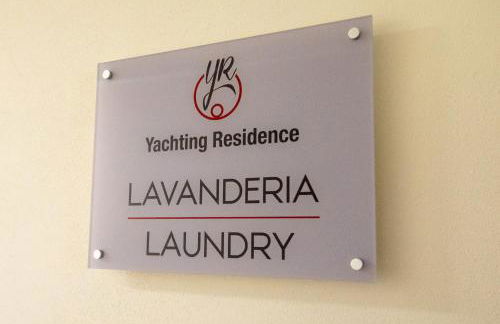 YR
Yachting Residence
LAVANDERIA
LAUNDRY